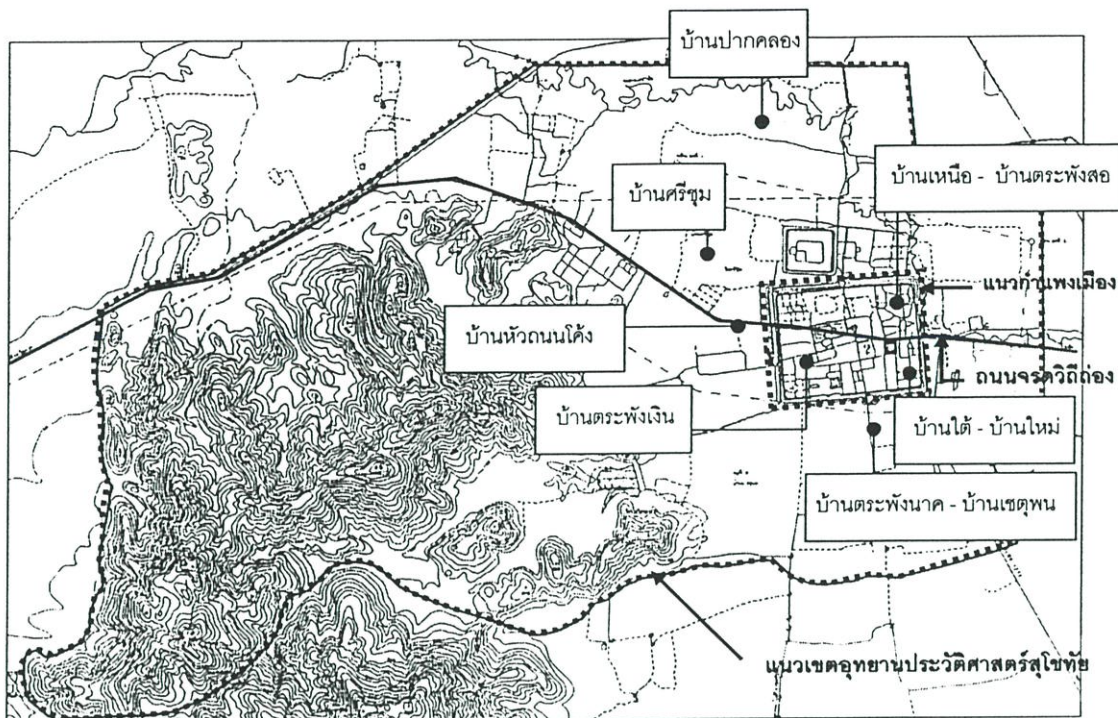 บ้านปากคลอง
บ้านเหนือ - บ้านตระพังสอ
บ้านศรีชุม
แนวกำแพงเมือง
บ้านหัวถนนโค้ง
ถนนจรดวิถีถ่อง
บ้านตระพังเงิน
บ้านใต้ - บ้านใหม่
บ้านตระพังนาค - บ้านเชตุพน
แนวเขตอุทยานประวัติศาสตร์สุโขทัย